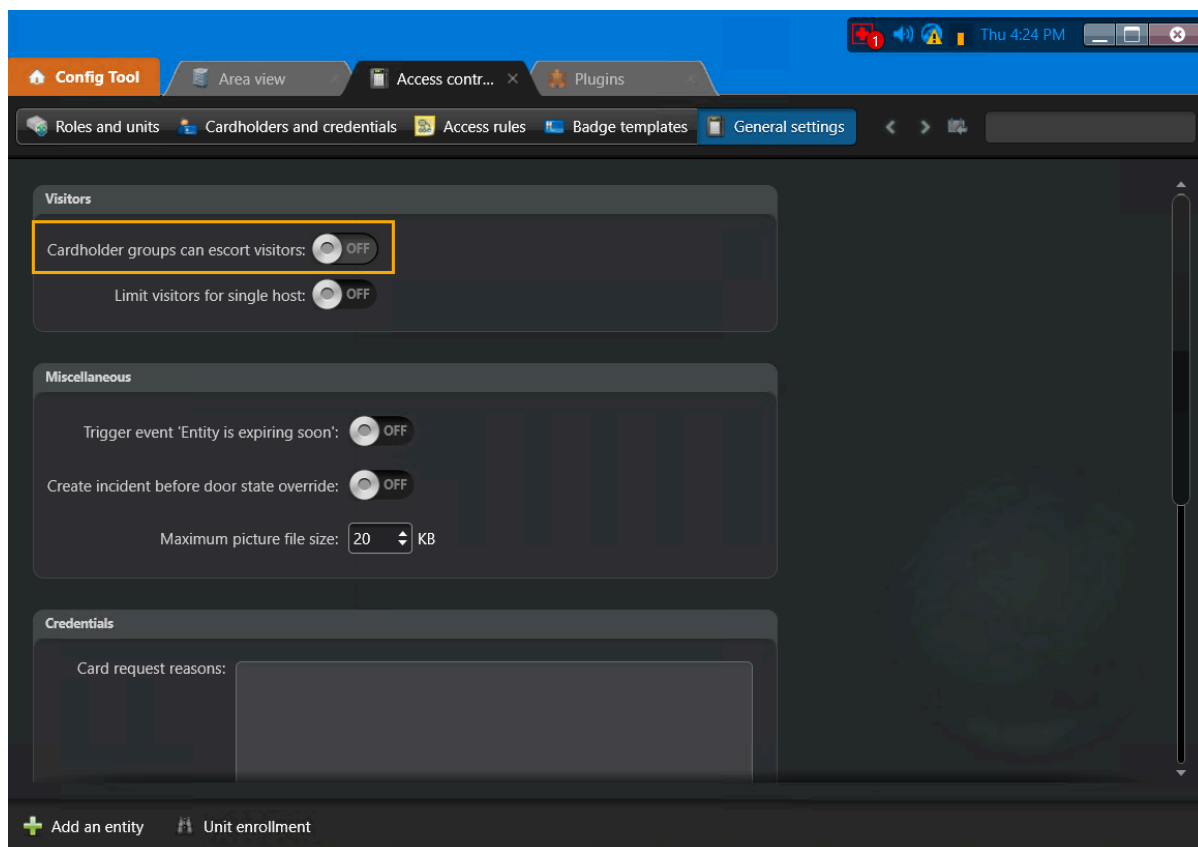 1 Thu 4:24 PM
Config Tool Area view Access contr... Plugins
Roles and units Cardholders and credentials Access rules Badge templates General settings
Visitors
Cardholder groups can escort visitors: OFF
Limit visitors for single host: OFF
Miscellaneous
Trigger event 'Entity is expiring soon': OFF
Create incident before door state override: OFF
Maximum picture file size: 20 KB
Credentials
Card request reasons:
Add an entity Unit enrollment